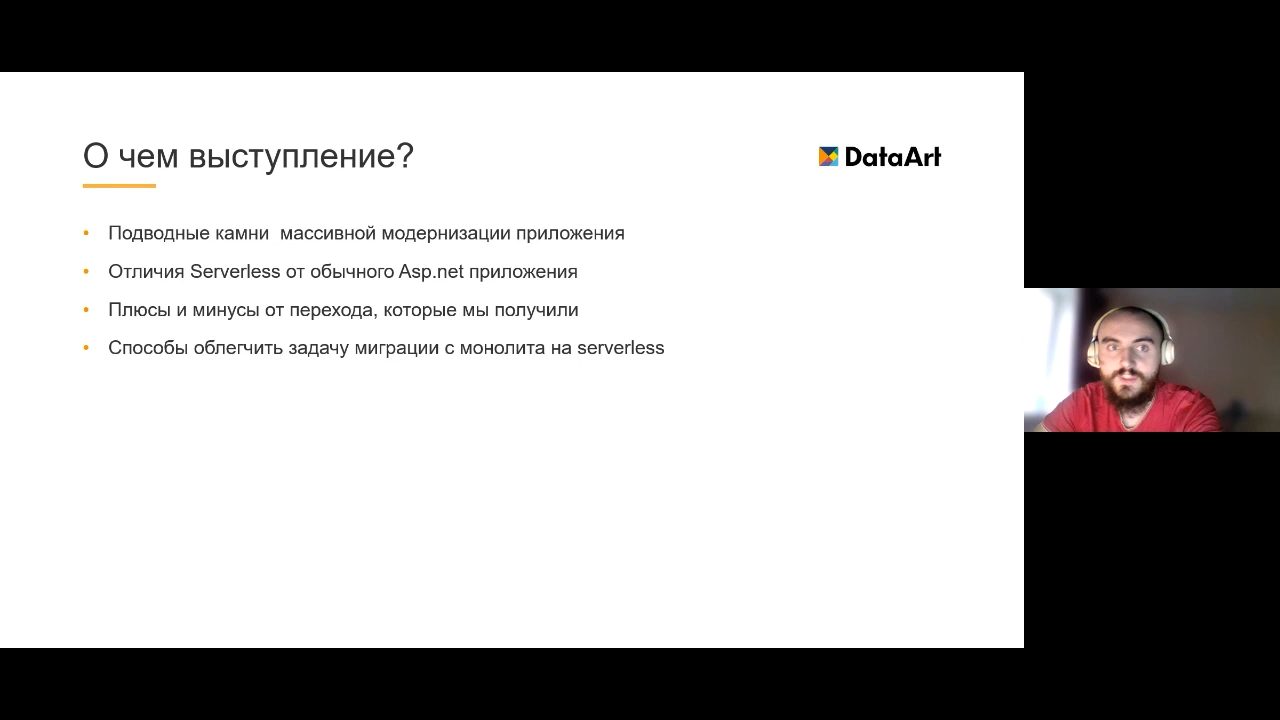 О чем выступление?
DataArt
• Подводные камни  массивной модернизации приложения
• Отличия Serverless от обычного Asp.net приложения
• Плюсы и минусы от перехода, которые мы получили
• Способы облегчить задачу миграции с монолита на serverless